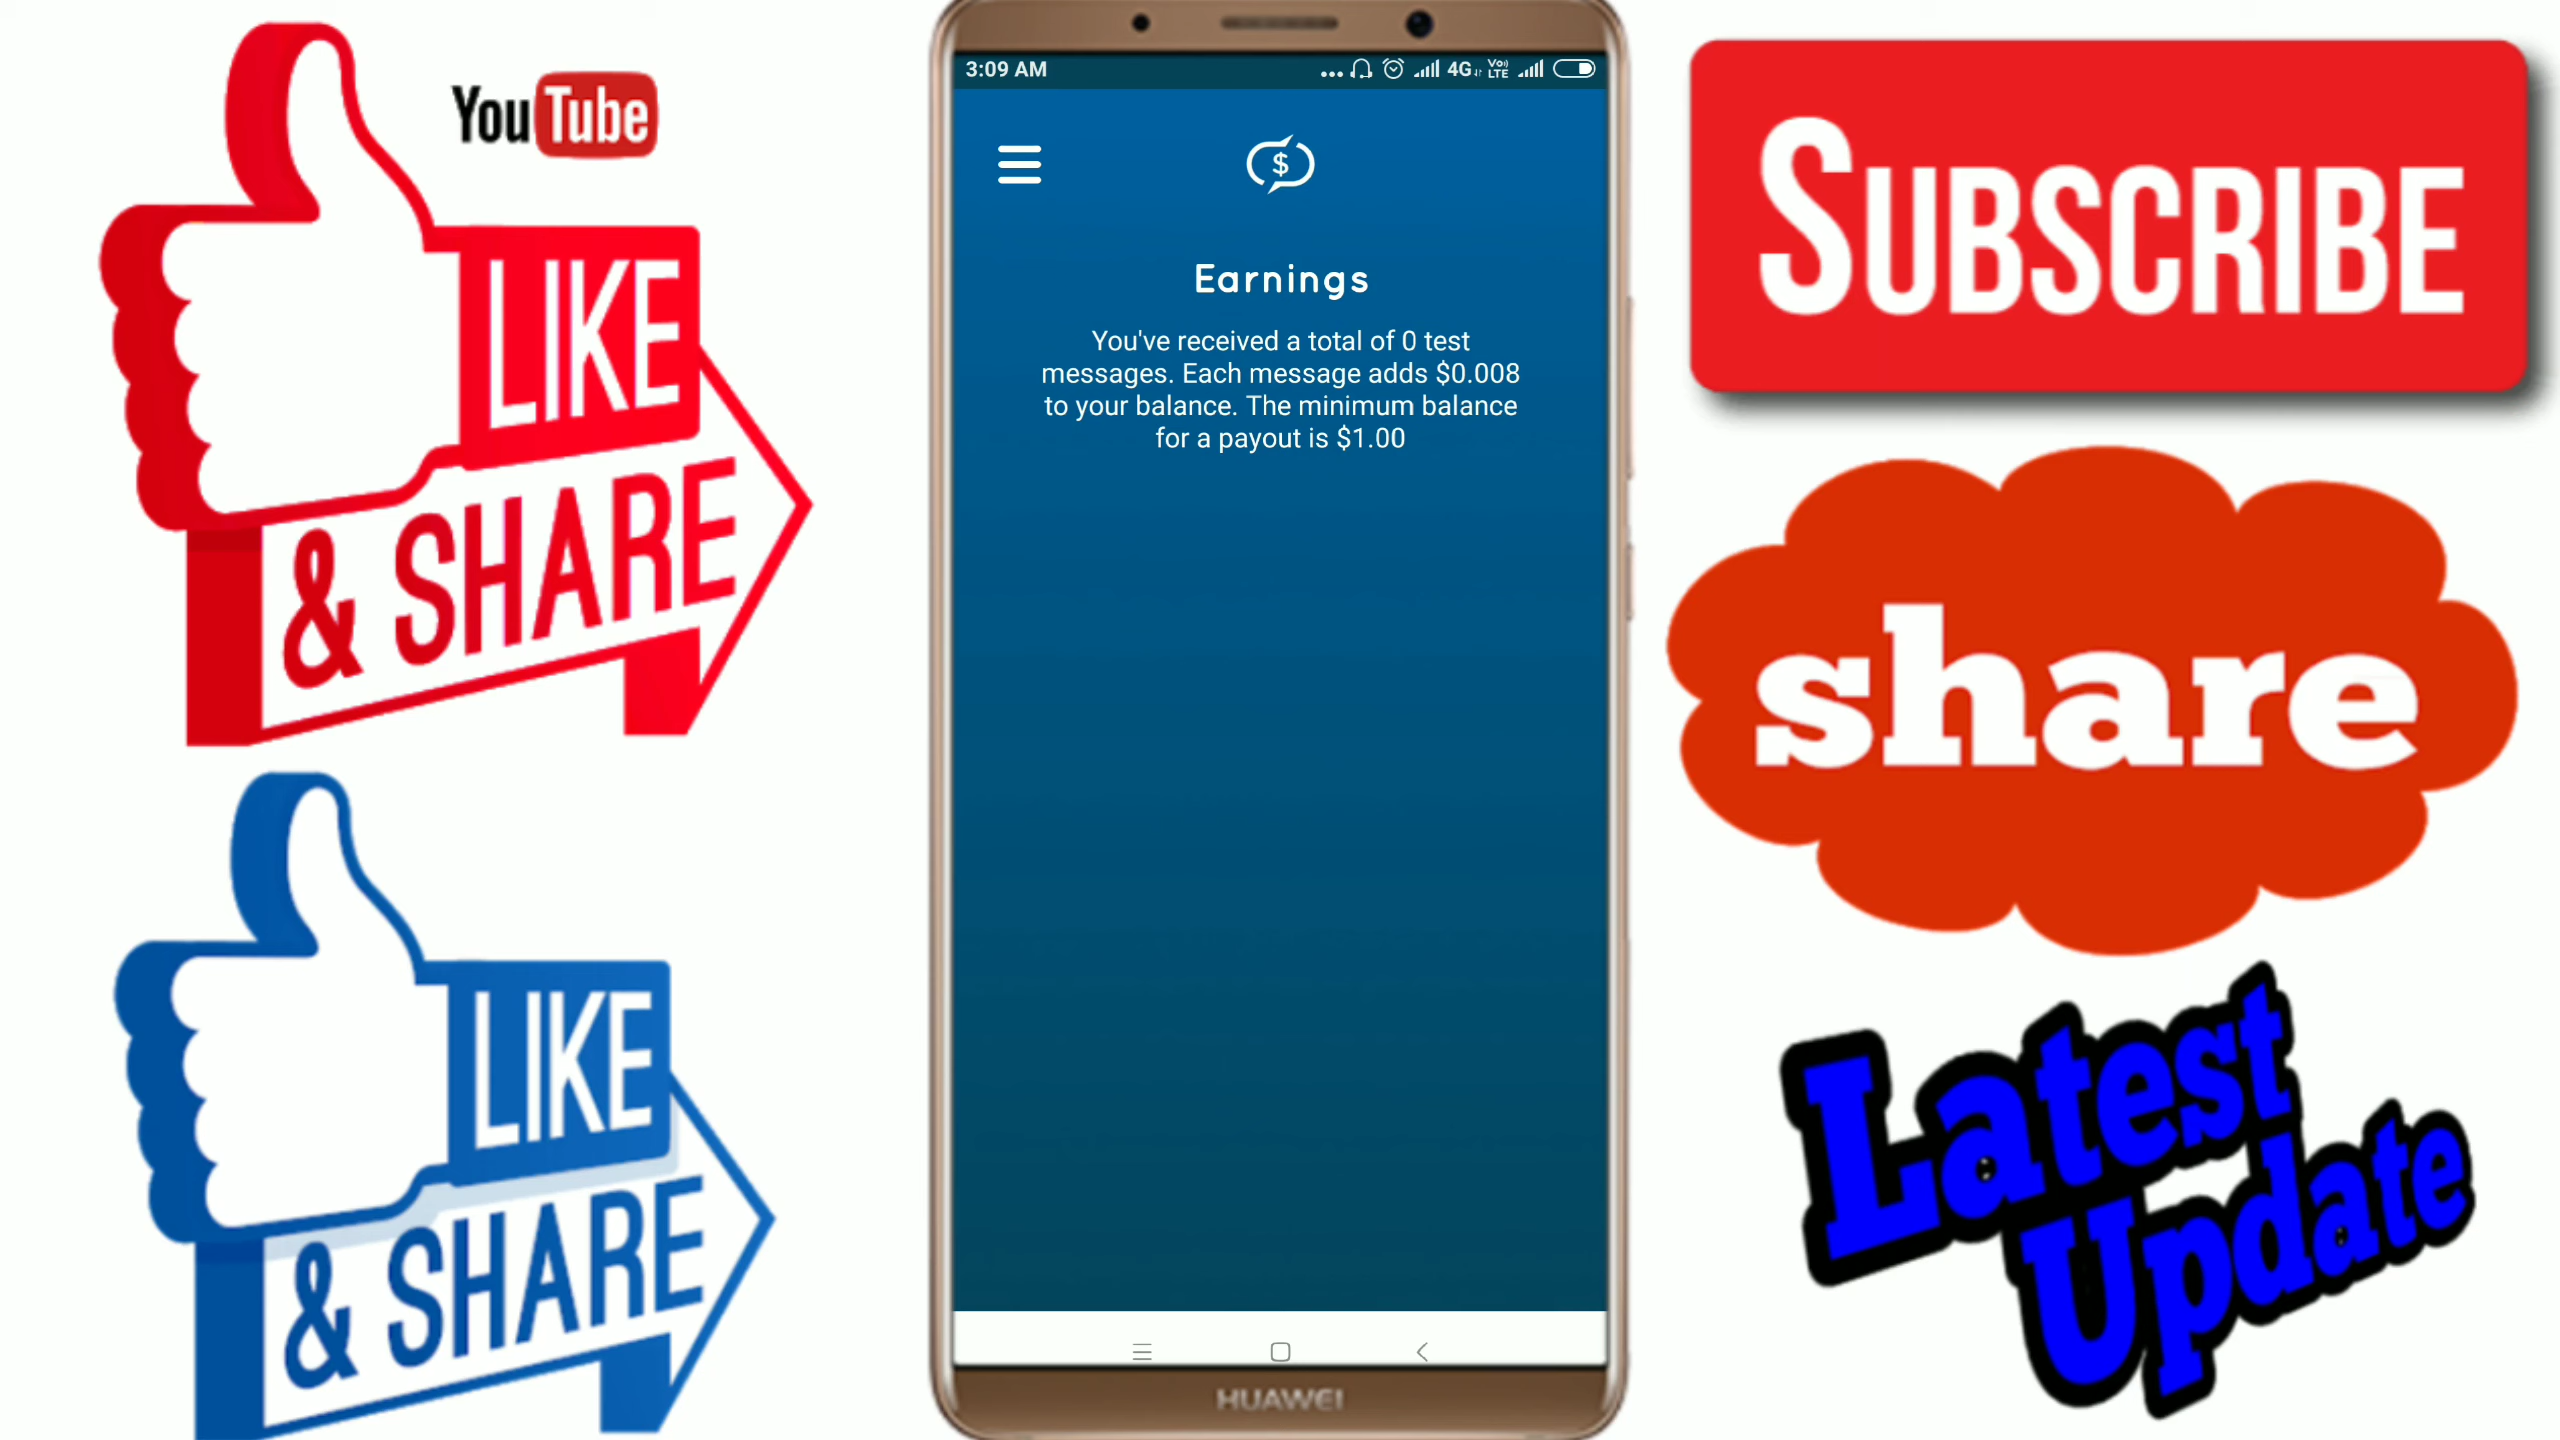 YouTube
LIKE
& SHARE
LIKE
& SHARE
3:09 AM
4G
Vo))
LTE
$
Earnings
You've received a total of 0 test
messages. Each message adds $0.008
to your balance. The minimum balance
for a payout is $1.00
HUAWEI
SUBSCRIBE
share
Latest
Update